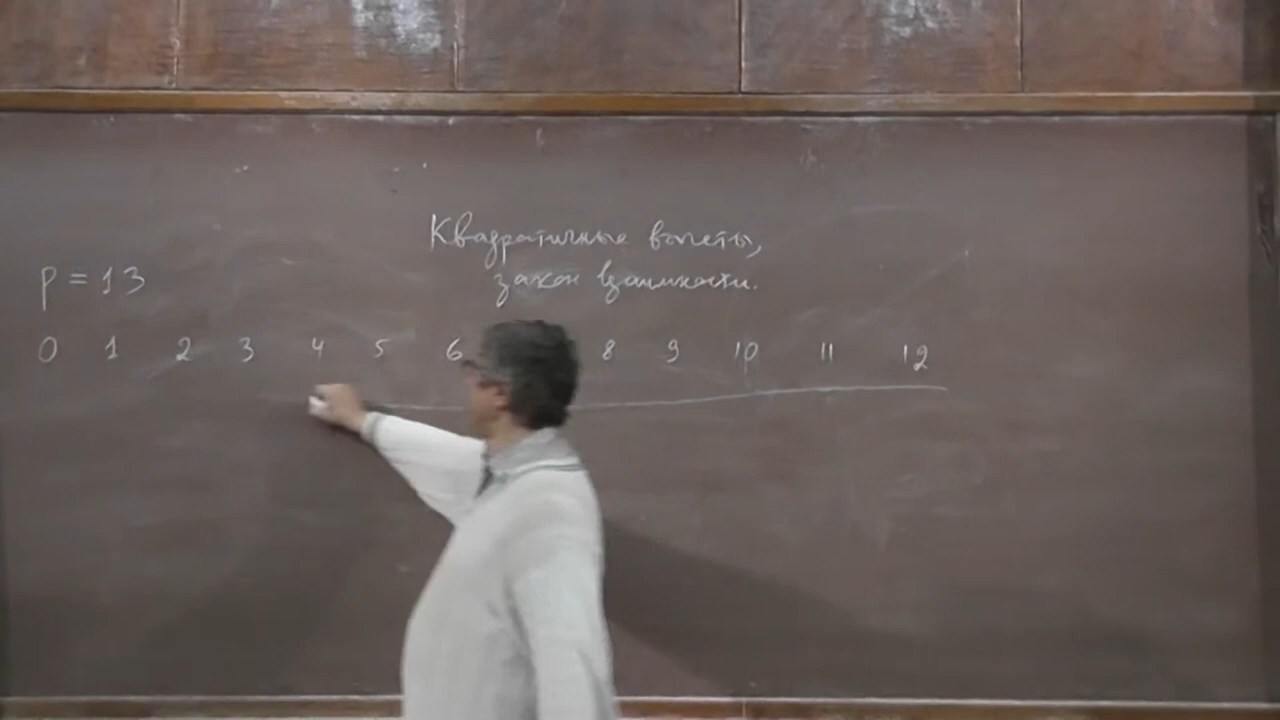 Квадратичные вычеты,
закон взаимности.
p = 13
0 1 2 3 4 5 6 8 9 10 11 12